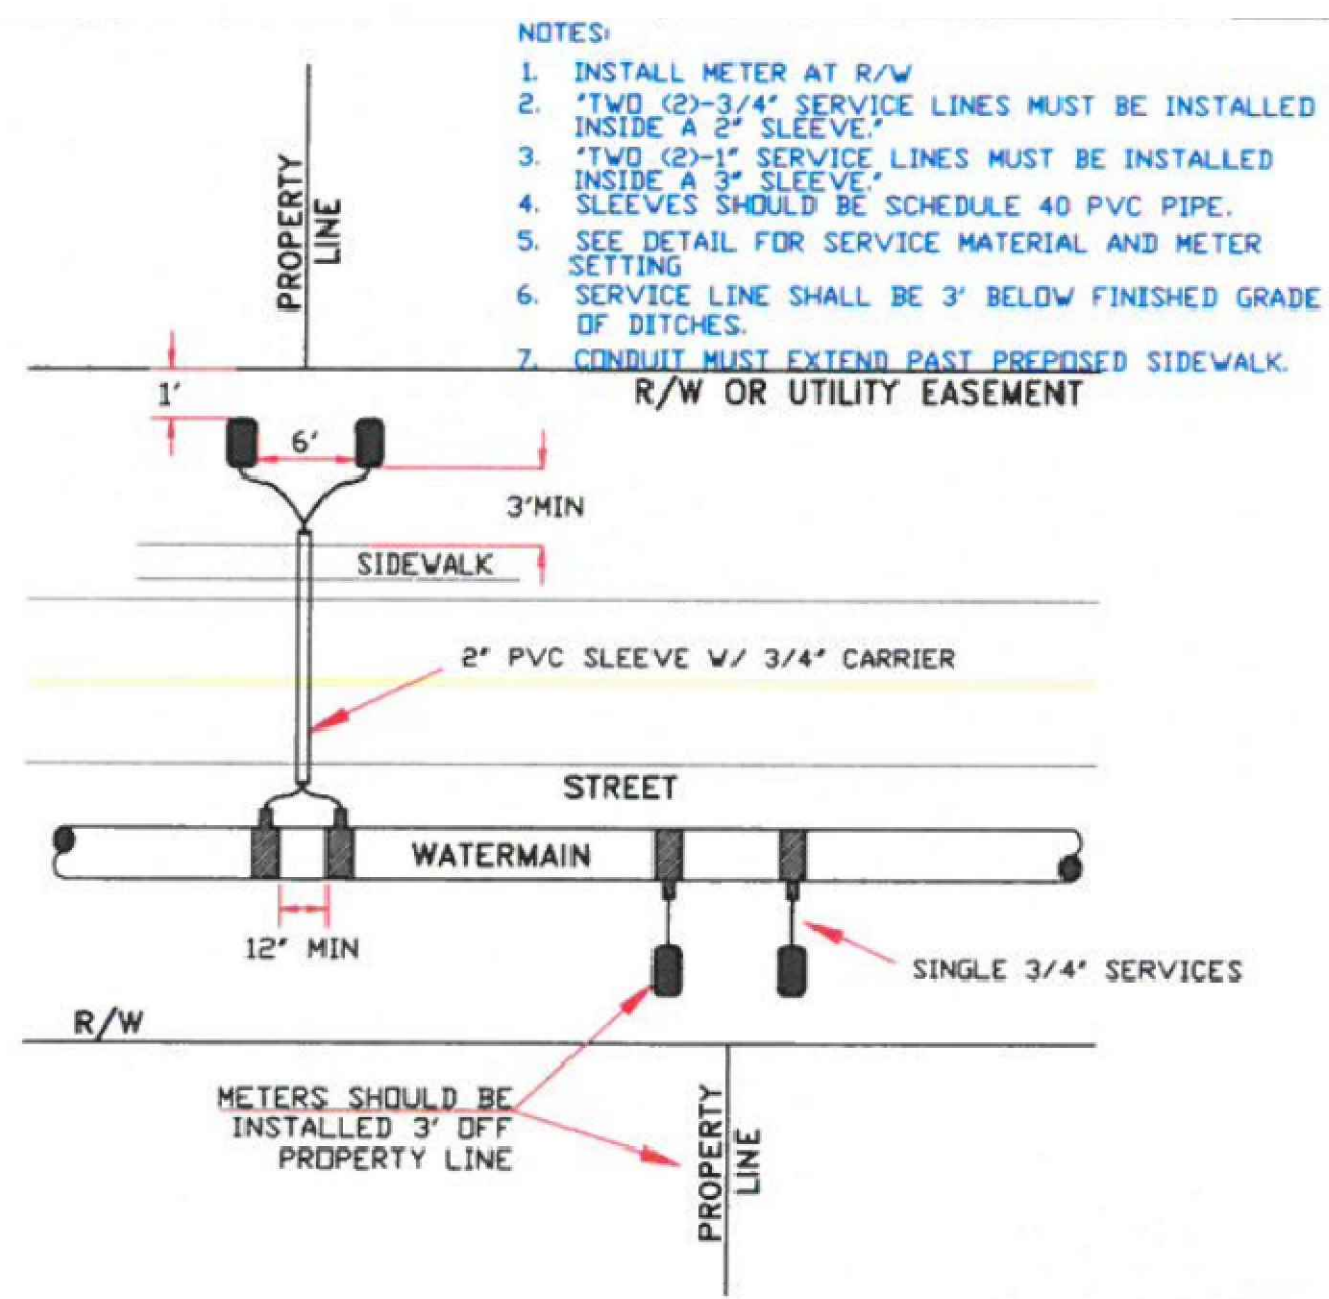 NOTES:
1. INSTALL METER AT R/W
2. "TWO (2)-3/4" SERVICE LINES MUST BE INSTALLED
INSIDE A 2" SLEEVE."
3. "TWO (2)-1" SERVICE LINES MUST BE INSTALLED
INSIDE A 3" SLEEVE."
4. SLEEVES SHOULD BE SCHEDULE 40 PVC PIPE.
5. SEE DETAIL FOR SERVICE MATERIAL AND METER
SETTING
6. SERVICE LINE SHALL BE 3' BELOW FINISHED GRADE
OF DITCHES.
7. CONDUIT MUST EXTEND PAST PREPOSED SIDEWALK.
PROPERTY
LINE
R/W OR UTILITY EASEMENT
1'
6'
3'MIN
SIDEWALK
2" PVC SLEEVE W/ 3/4" CARRIER
STREET
WATERMAIN
12" MIN
SINGLE 3/4" SERVICES
R/W
METERS SHOULD BE
INSTALLED 3' OFF
PROPERTY LINE
PROPERTY
LINE